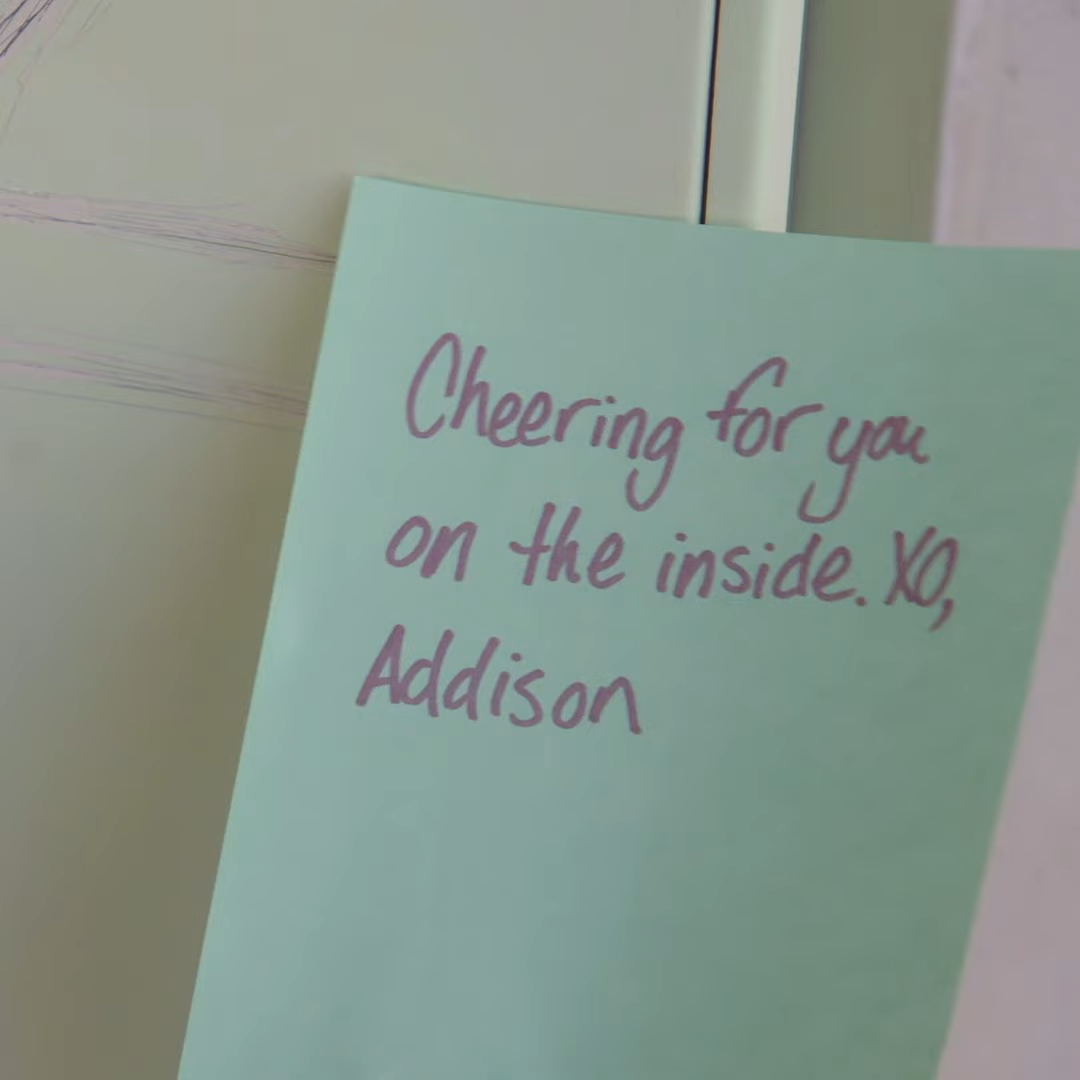 Cheering for you
on the inside. XO,
Addison